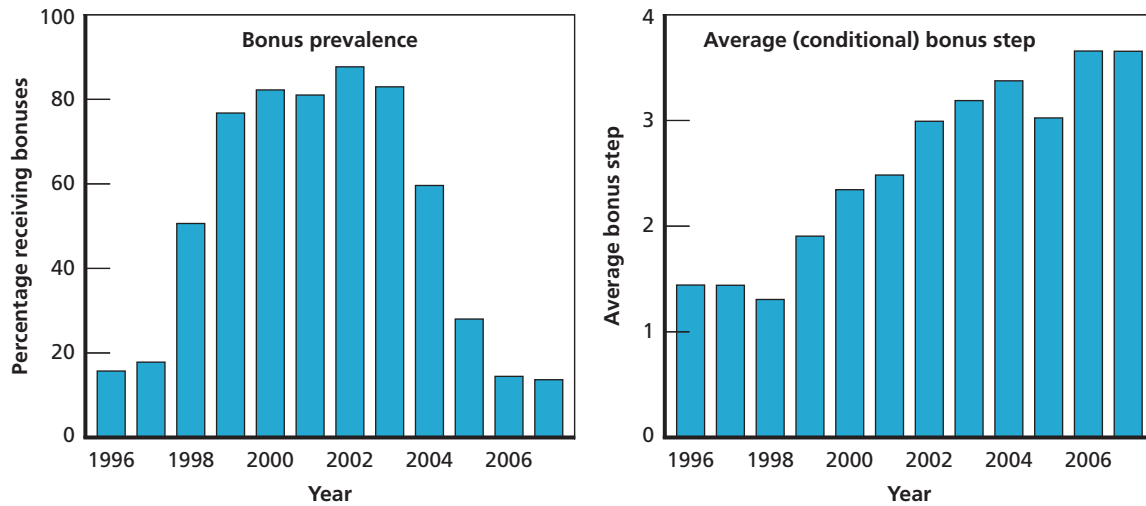 Bonus prevalence
Percentage receiving bonuses
100
80
60
40
20
0
1996 1998 2000 2002 2004 2006
Year
Average (conditional) bonus step
Average bonus step
4
3
2
1
0
1996 1998 2000 2002 2004 2006
Year